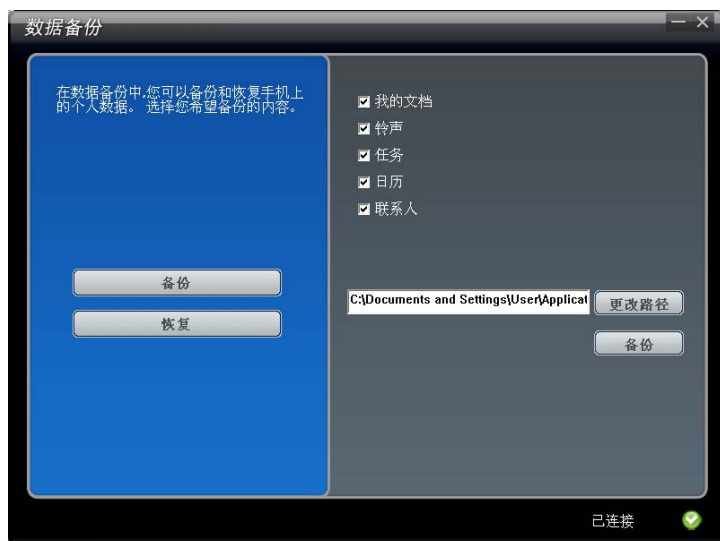 数据备份
在数据备份中,您可以备份和恢复手机上
的个人数据。 选择您希望备份的内容。
我的文档
铃声
任务
日历
联系人
备份
恢复
C:\Documents and Settings\User\Applicat
更改路径
备份
已连接